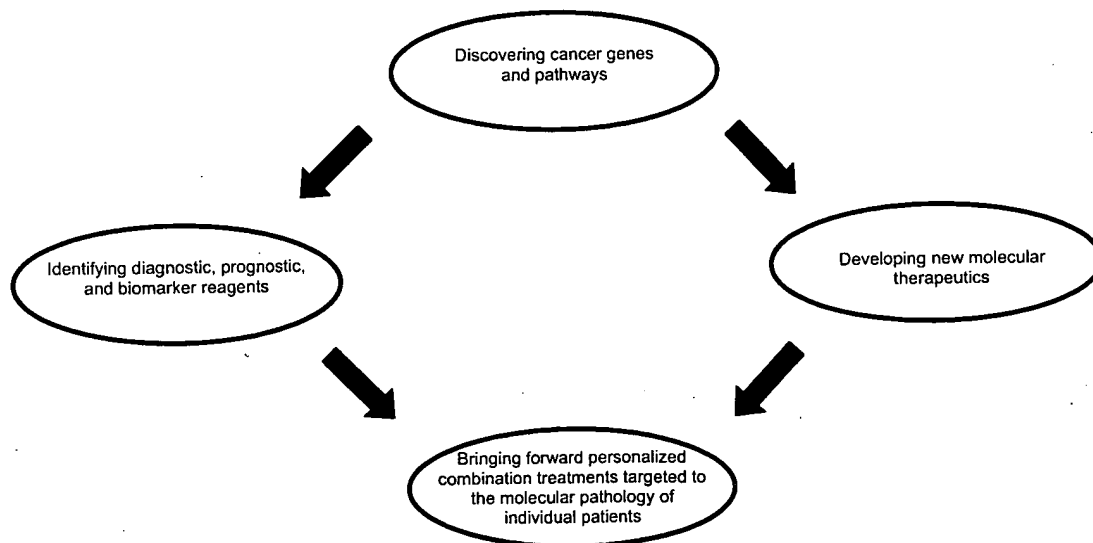 Discovering cancer genes
and pathways
Identifying diagnostic, prognostic,
and biomarker reagents
Developing new molecular
therapeutics
Bringing forward personalized
combination treatments targeted to
the molecular pathology of
individual patients